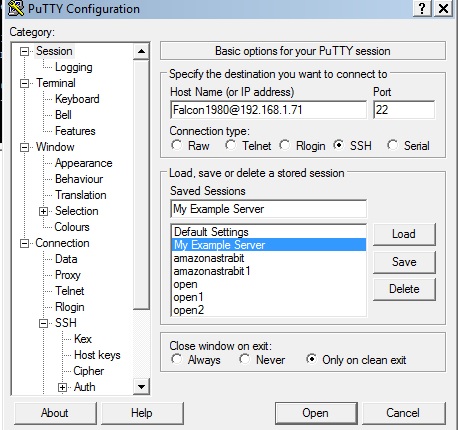 PuTTY Configuration
?
Category:
Session
Logging
Terminal
Keyboard
Bell
Features
Window
Appearance
Behaviour
Translation
Selection
Colours
Connection
Data
Proxy
Telnet
Rlogin
SSH
Kex
Host keys
Cipher
Auth
Basic options for your PuTTY session
Specify the destination you want to connect to
Host Name (or IP address) Port
Falcon1980@192.168.1.71 22
Connection type:
Raw Telnet Rlogin SSH Serial
Load, save or delete a stored session
Saved Sessions
My Example Server
Default Settings
My Example Server
amazonastrabit
amazonastrabit1
open
open1
open2
Load
Save
Delete
Close window on exit:
Always Never Only on clean exit
About Help Open Cancel